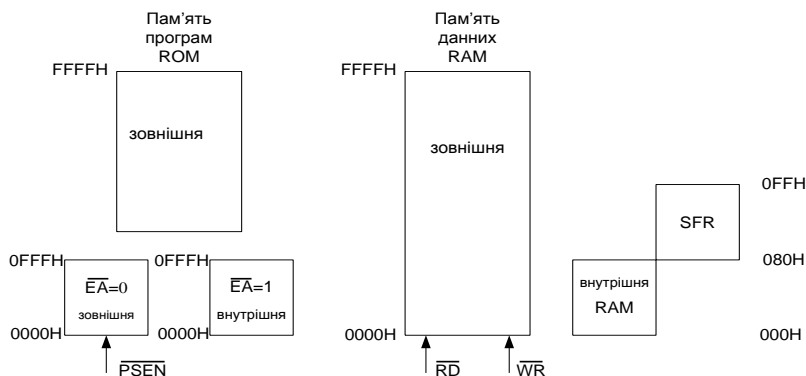 Пам’ять
програм
ROM
Пам’ять
данних
RAM
FFFFH
FFFFH
зовнішня
зовнішня
0FFH
SFR
0FFFH
0FFFH
080H
EA=0
зовнішня
EA=1
внутрішня
внутрішня
RAM
0000H
0000H
0000H
000H
PSEN
RD
WR